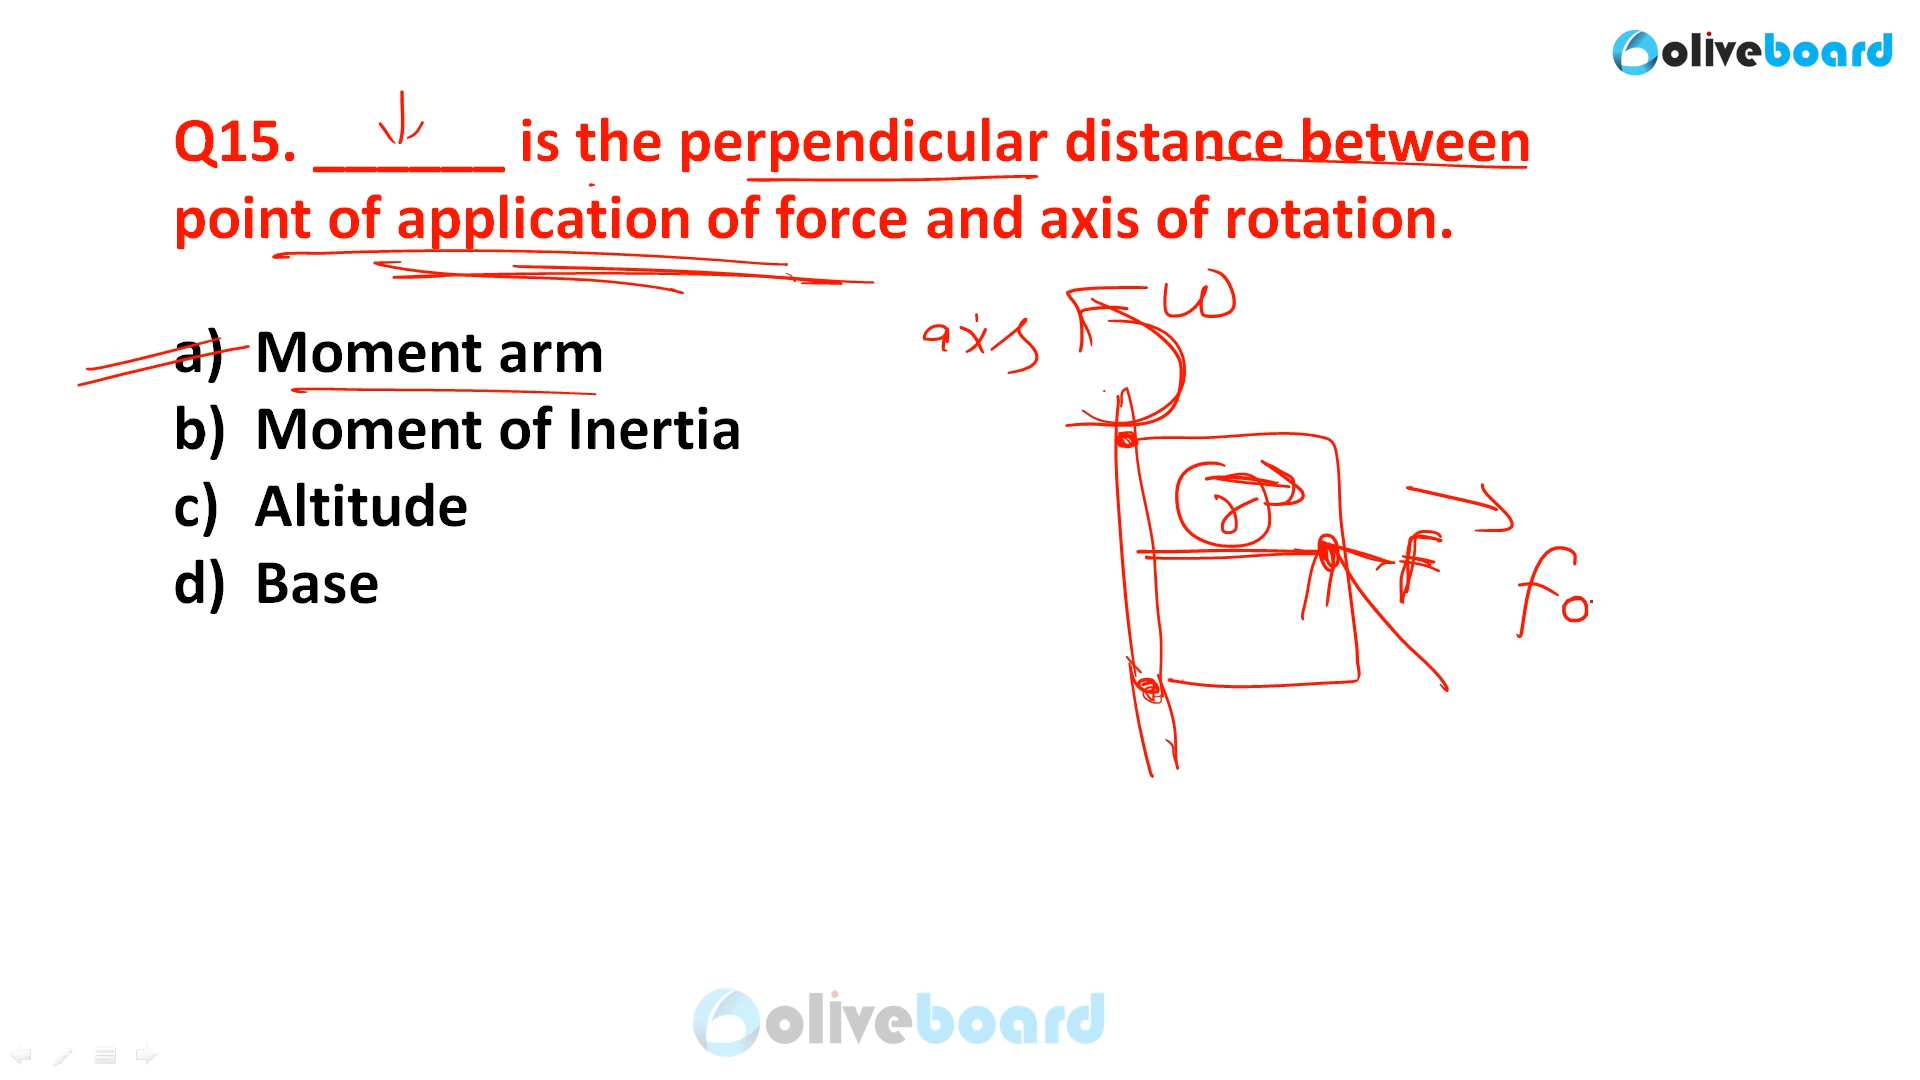 oliveboard
Q15. ______ is the perpendicular distance between
point of application of force and axis of rotation.
a) Moment arm
b) Moment of Inertia
c) Altitude
d) Base
axis
ω
r
F
fo
oliveboard